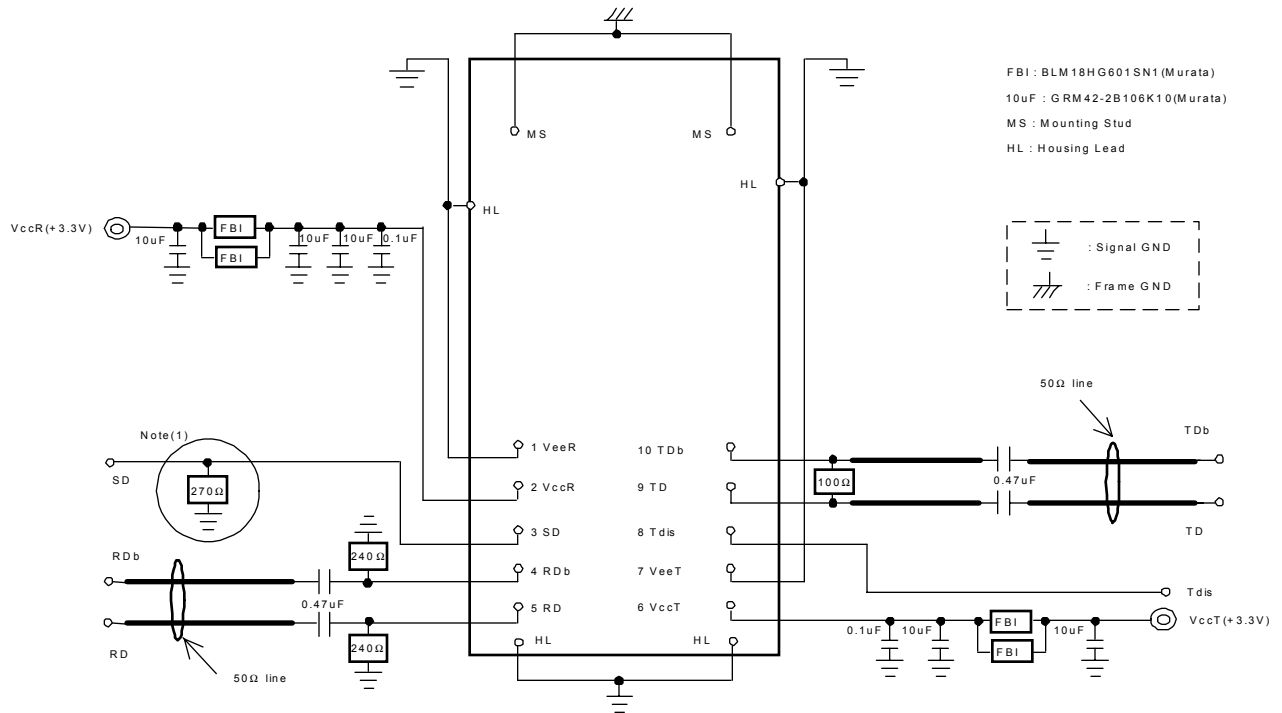 FBI : BLM18HG601SN1(Murata)
10uF : GRM42-2B106K10(Murata)
MS : Mounting Stud
HL : Housing Lead
MS
MS
HL
HL
VccR(+3.3V)
10uF
FBI
FBI
10uF
10uF
0.1uF
: Signal GND
: Frame GND
50Ω line
Note(1)
SD
270Ω
1 VeeR
2 VccR
3 SD
4 RDb
5 RD
HL
10 TDb
9 TD
8 Tdis
7 VeeT
6 VccT
HL
TDb
100Ω
0.47uF
TD
RDb
240Ω
0.47uF
RD
240Ω
50Ω line
Tdis
VccT(+3.3V)
0.1uF
10uF
FBI
FBI
10uF